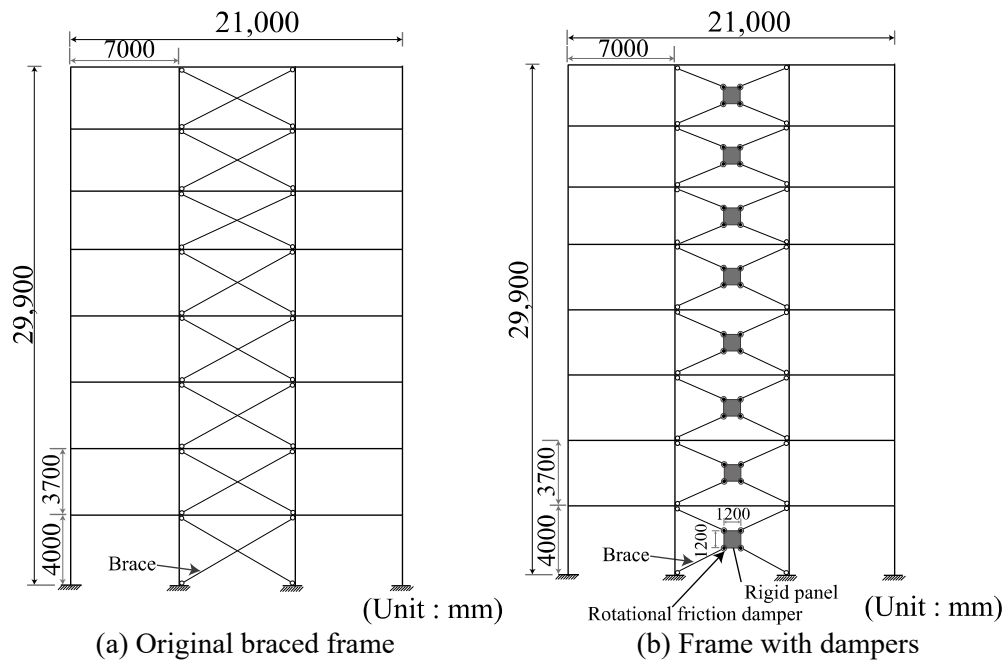 21,000
7000
29,900
3700
4000
Brace
(Unit : mm)
(a) Original braced frame
21,000
7000
29,900
3700
4000
1200
1200
Brace
Rigid panel
Rotational friction damper
(Unit : mm)
(b) Frame with dampers